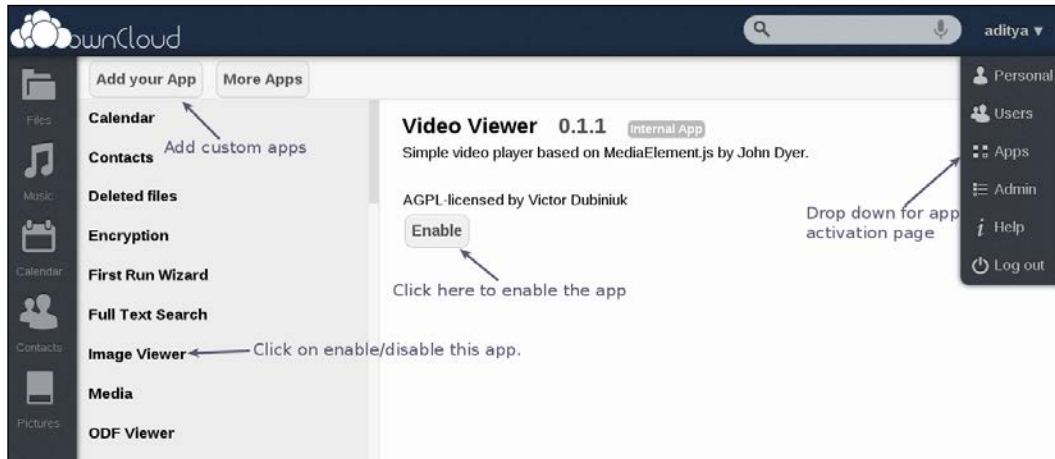 ownCloud
aditya ▼
Add your App
More Apps
Personal
Users
Apps
Admin
Help
Log out
Files
Music
Calendar
Contacts
Pictures
Calendar
Contacts
Deleted files
Encryption
First Run Wizard
Full Text Search
Image Viewer
Media
ODF Viewer
Add custom apps
Click on enable/disable this app.
Video Viewer 0.1.1 Internal App
Simple video player based on MediaElement.js by John Dyer.
AGPL-licensed by Victor Dubiniuk
Enable
Click here to enable the app
Drop down for app
activation page